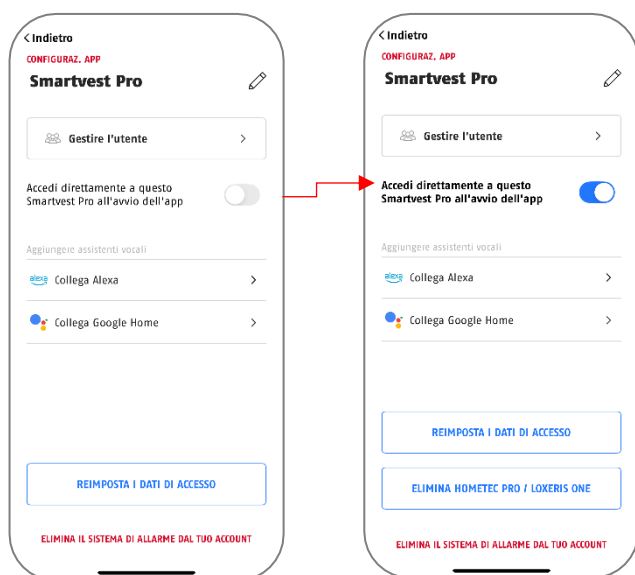 Indietro
CONFIGURAZ. APP
Smartvest Pro
Gestire l'utente
Accedi direttamente a questo
Smartvest Pro all'avvio dell'app
Aggiungere assistenti vocali
alexa Collega Alexa
Collega Google Home
REIMPOSTA I DATI DI ACCESSO
ELIMINA IL SISTEMA DI ALLARME DAL TUO ACCOUNT
Indietro
CONFIGURAZ. APP
Smartvest Pro
Gestire l'utente
Accedi direttamente a questo
Smartvest Pro all'avvio dell'app
Aggiungere assistenti vocali
alexa Collega Alexa
Collega Google Home
REIMPOSTA I DATI DI ACCESSO
ELIMINA HOMETEC PRO / LOXERIS ONE
ELIMINA IL SISTEMA DI ALLARME DAL TUO ACCOUNT